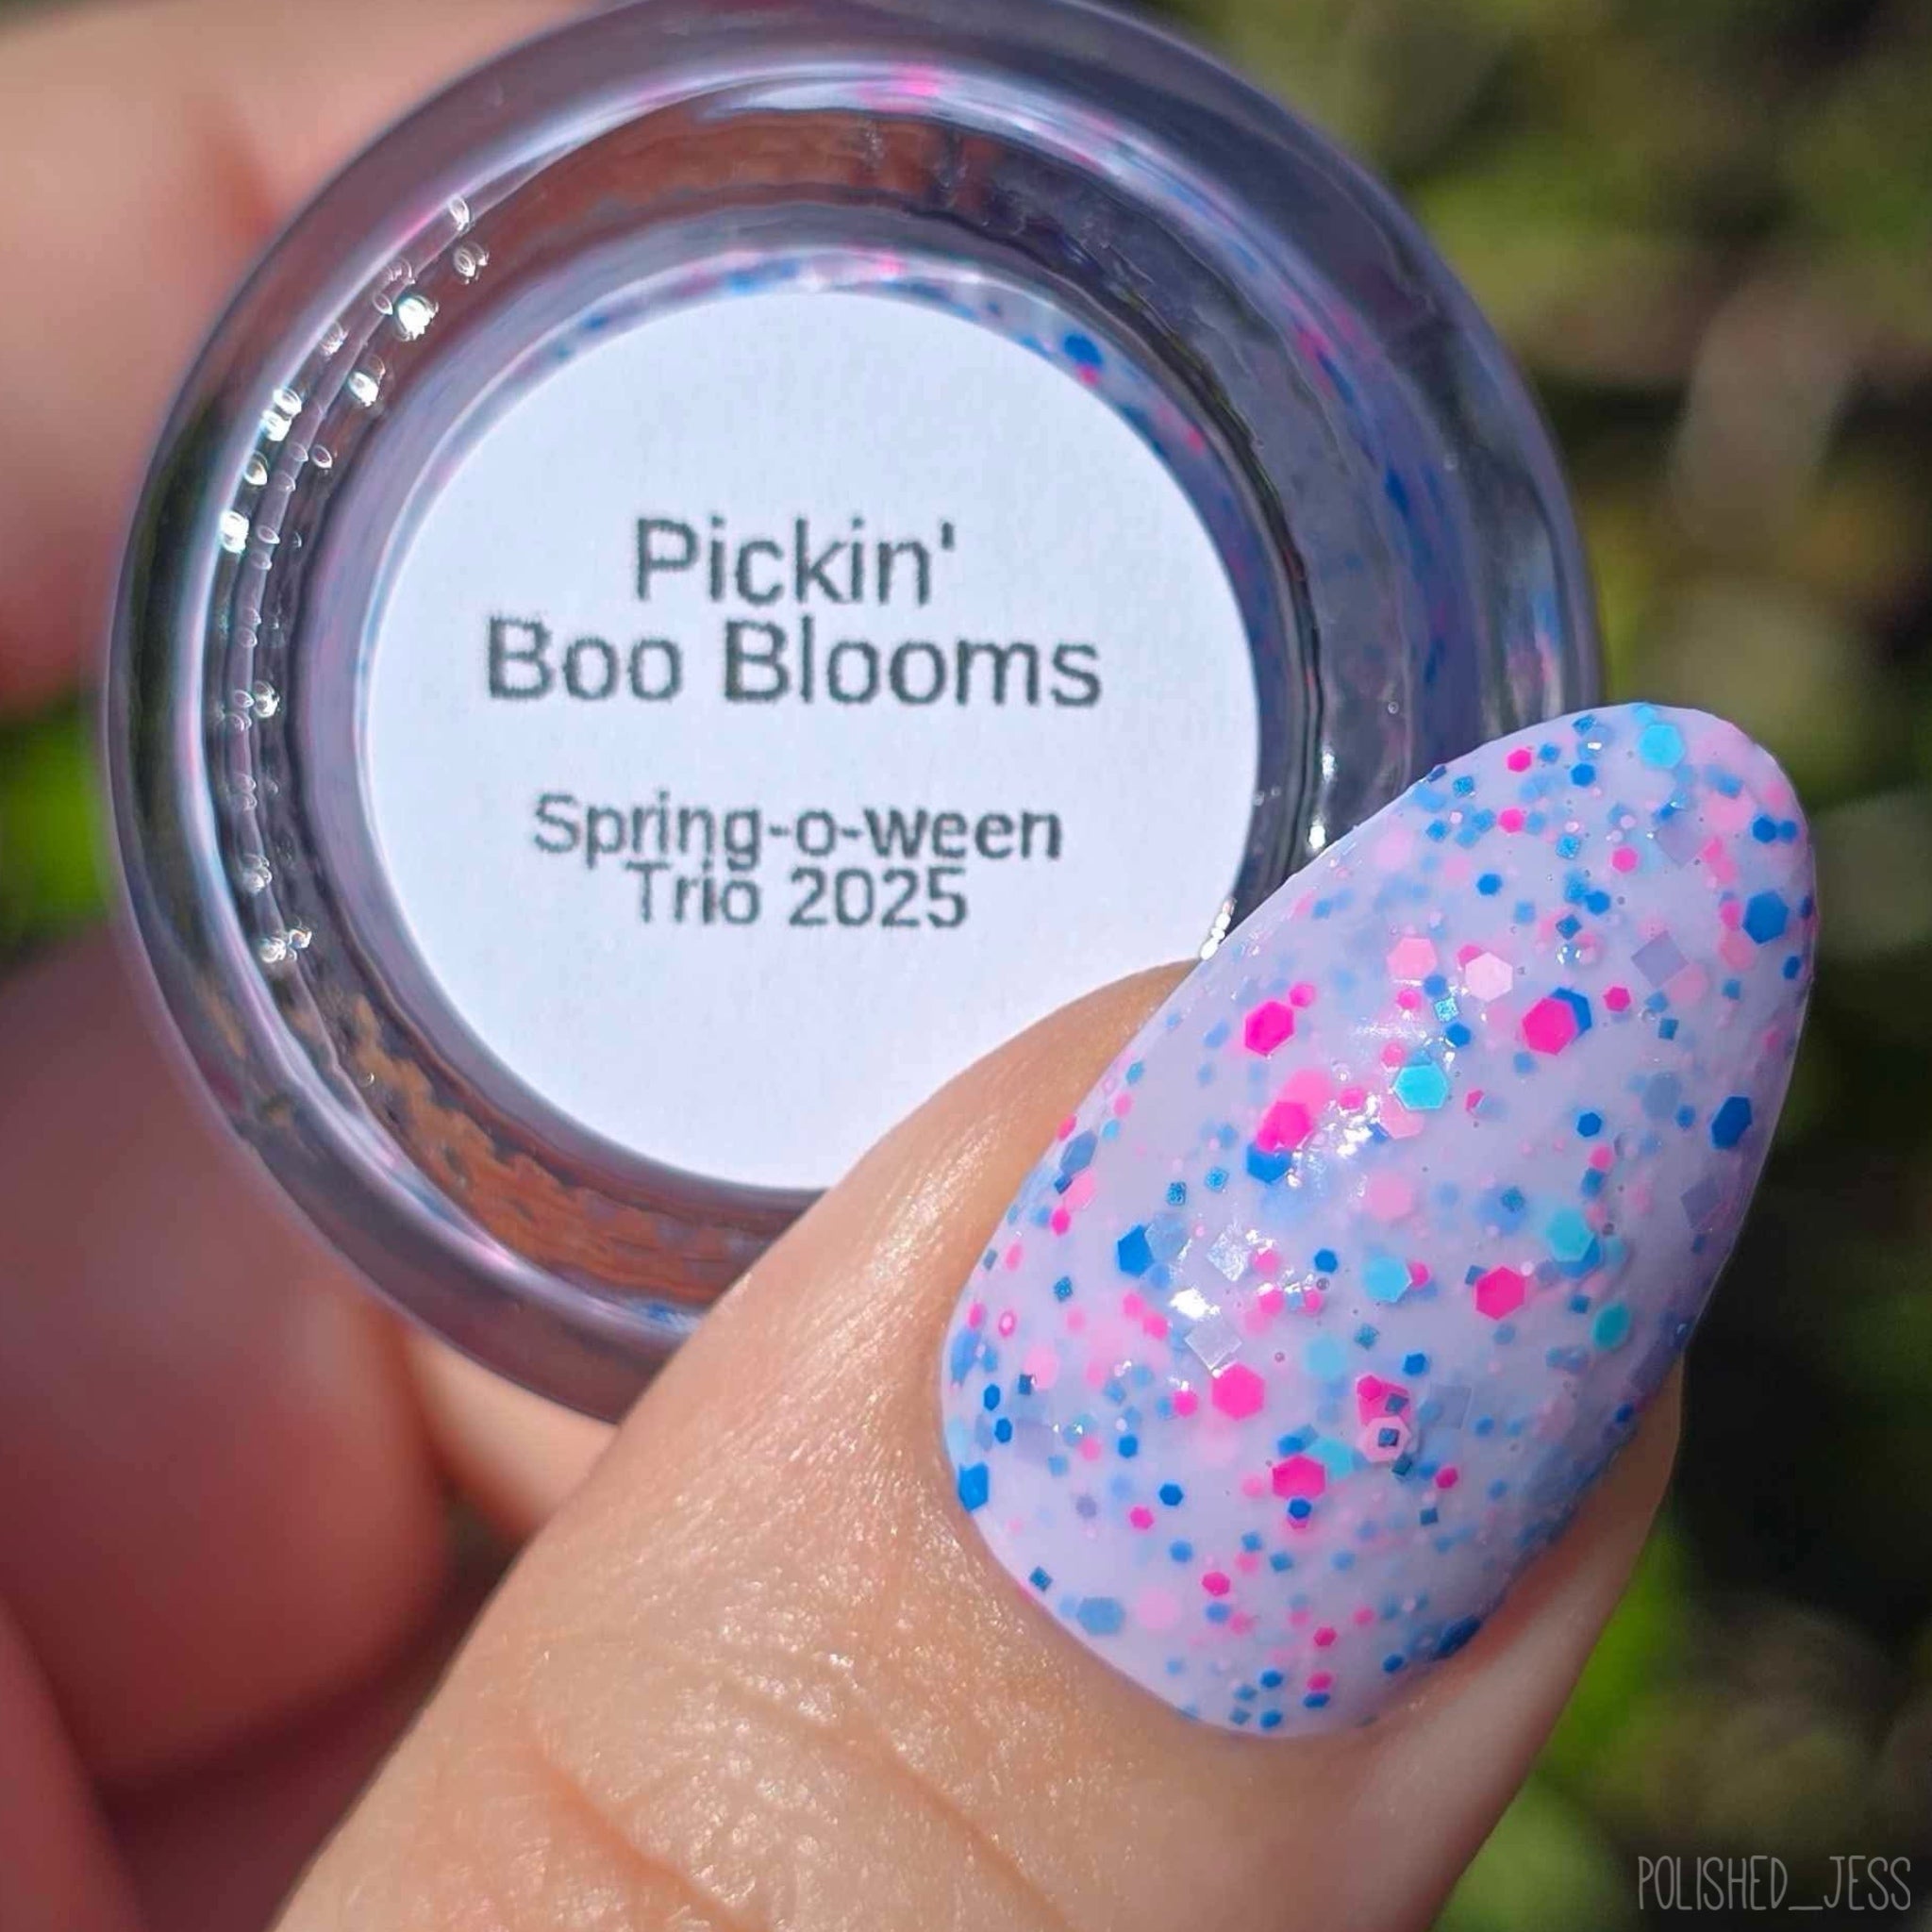 Pickin'
Boo Blooms
Spring-o-ween
Trio 2025
POLISHED_JESS